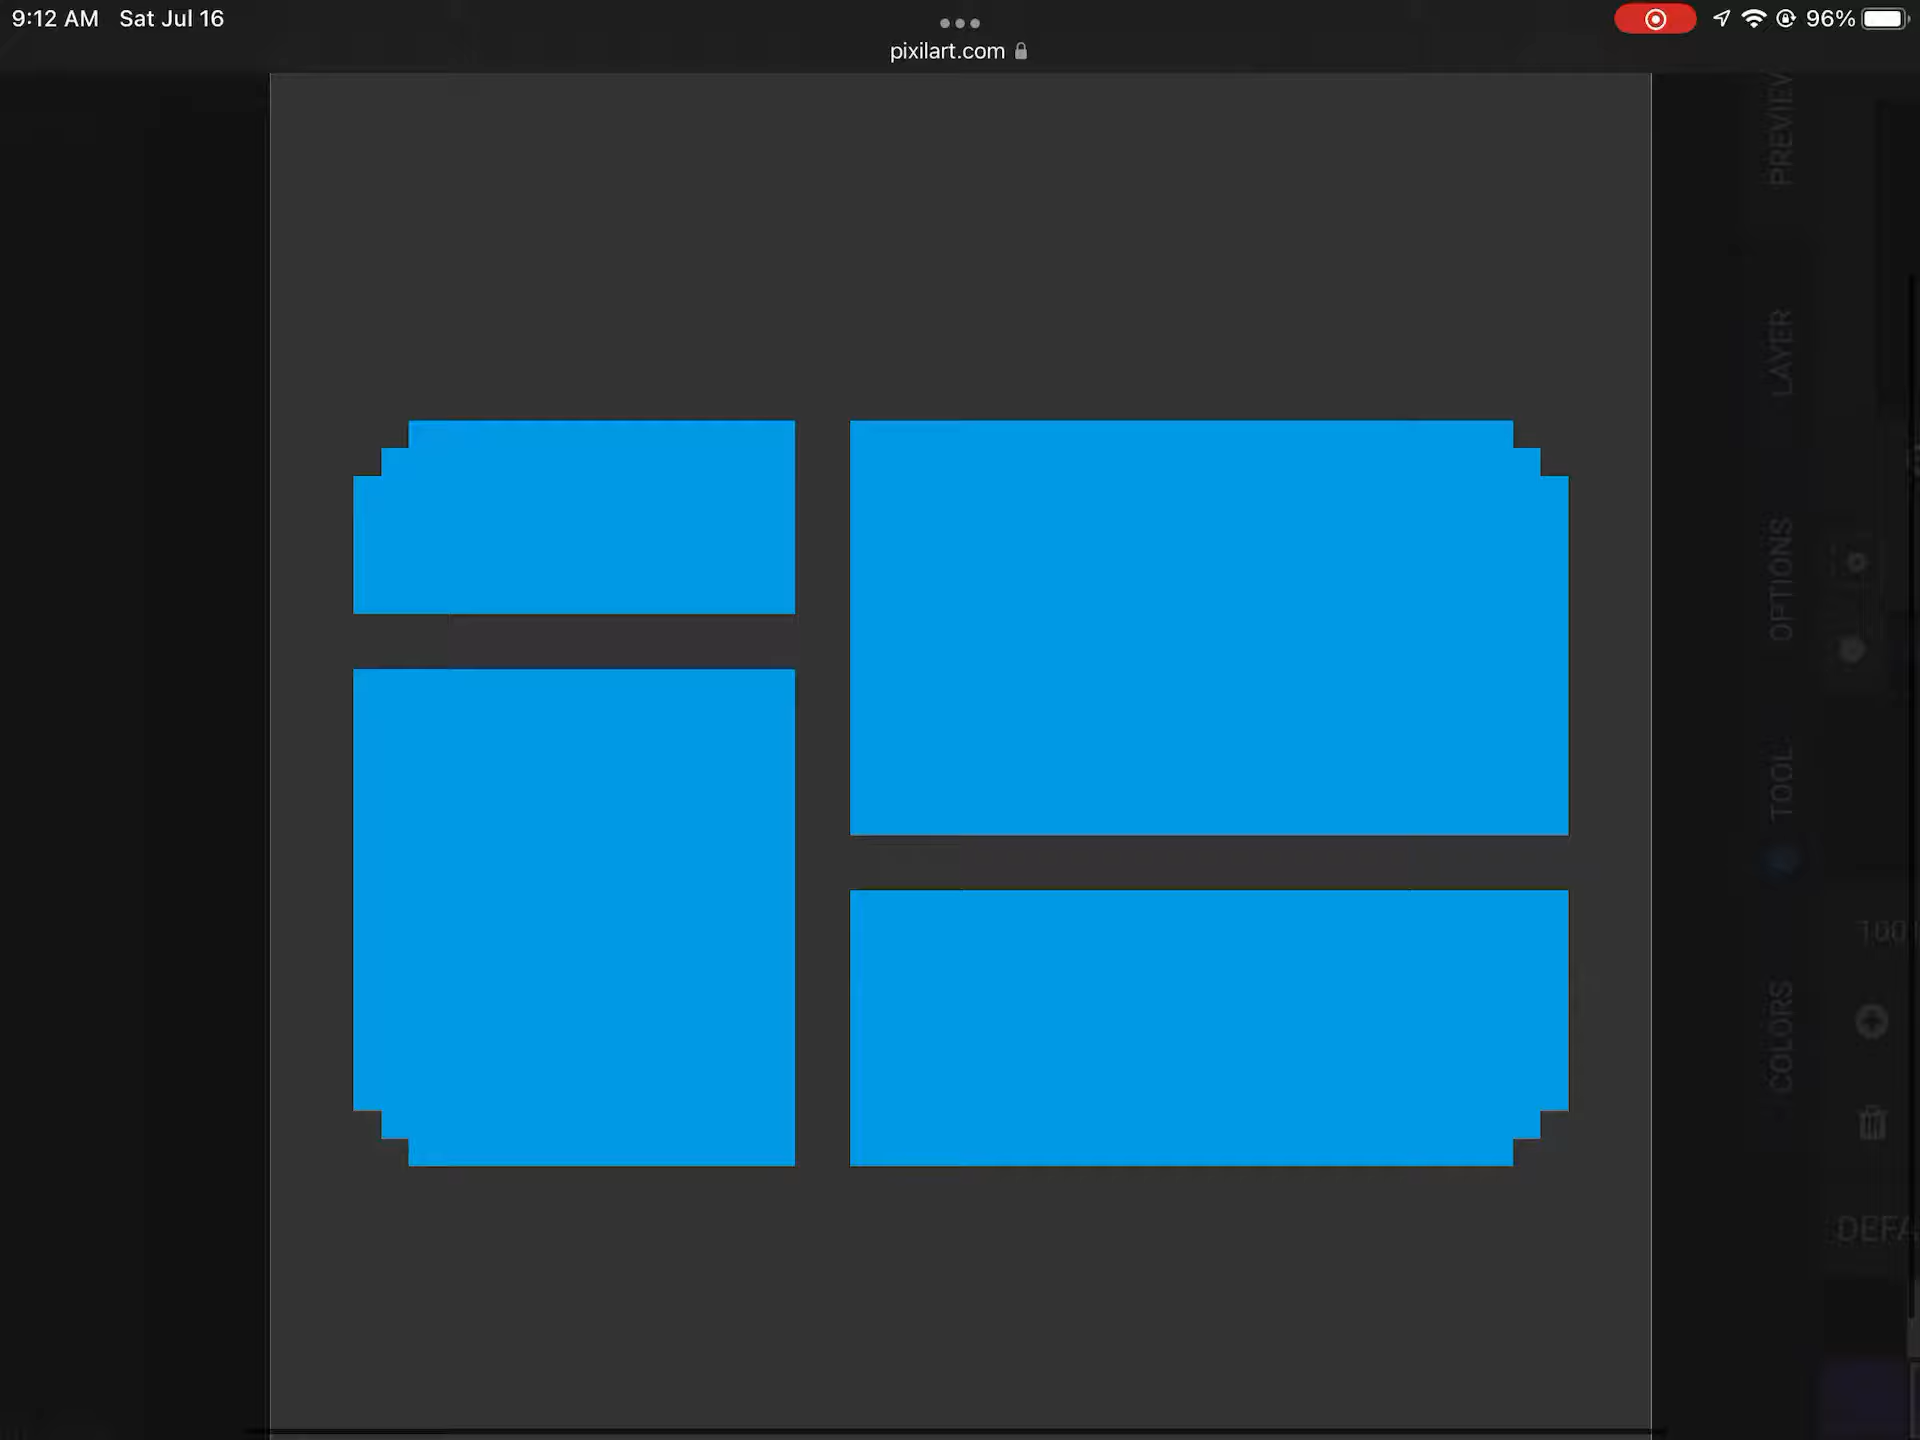 9:12 AM Sat Jul 16
96%
pixilart.com
PREVIEW
LAYER
OPTIONS
TOOL
100
COLORS